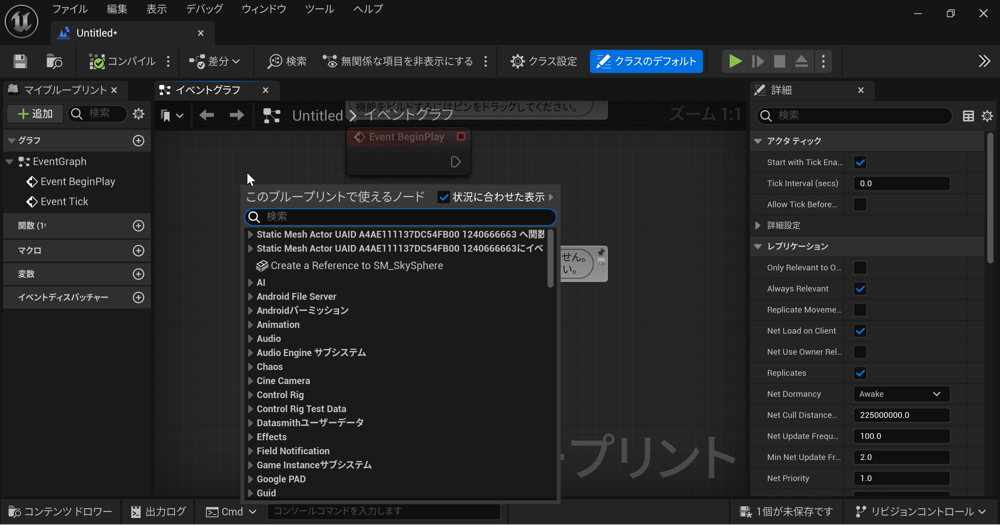 ファイル 編集 表示 デバッグ ウィンドウ ツール ヘルプ
Untitled*
コンパイル 差分 検索 無関係な項目を非表示にする クラス設定 クラスのデフォルト
マイブループリント
追加 検索
グラフ
EventGraph
Event BeginPlay
Event Tick
関数
マクロ
変数
イベントディスパッチャー
イベントグラフ
機能をビルドするにはピンをドラッグしてください。
Untitled イベントグラフ ズーム 1:1
Event BeginPlay
このブループリントで使えるノード 状況に合わせた表示
検索
Static Mesh Actor UAID A4AE111137DC54FB00 1240666663 へ関数
Static Mesh Actor UAID A4AE111137DC54FB00 1240666663にイベ
Create a Reference to SM_SkySphere
AI
Android File Server
Androidパーミッション
Animation
Audio
Audio Engine サブシステム
Chaos
Cine Camera
Control Rig
Control Rig Test Data
Datasmithユーザーデータ
Effects
Field Notification
Game Instanceサブシステム
Google PAD
Guid
せん。
い。
プリント
詳細
検索
アクタ ティック
Start with Tick Ena...
Tick Interval (secs) 0.0
Allow Tick Before...
詳細設定
レプリケーション
Only Relevant to O...
Always Relevant
Replicate Moveme...
Net Load on Client
Net Use Owner Rel...
Replicates
Net Dormancy Awake
Net Cull Distance... 225000000.0
Net Update Frequ... 100.0
Min Net Update Fr... 2.0
Net Priority 1.0
コンテンツ ドロワー 出力ログ Cmd コンソールコマンドを入力します 1個が未保存です リビジョンコントロール